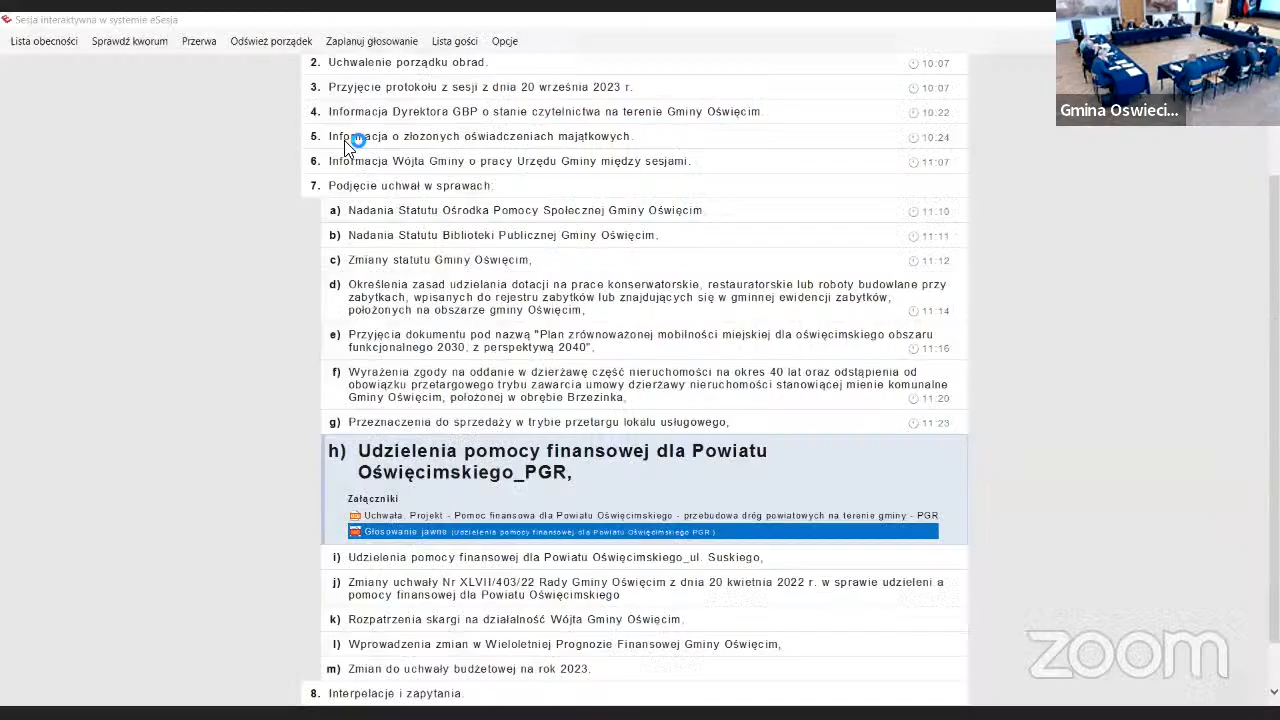 Sesja interaktywna w systemie eSesja
Lista obecności Sprawdź kworum Przerwa Odśwież porządek Zaplanuj głosowanie Lista gości Opcje
Gmina Oswieci...
2. Uchwalenie porządku obrad. 10:07
3. Przyjęcie protokołu z sesji z dnia 20 września 2023 r. 10:07
4. Informacja Dyrektora GBP o stanie czytelnictwa na terenie Gminy Oświęcim. 10:22
5. Informacja o złożonych oświadczeniach majątkowych. 10:24
6. Informacja Wójta Gminy o pracy Urzędu Gminy między sesjami. 11:07
7. Podjęcie uchwał w sprawach:
a) Nadania Statutu Ośrodka Pomocy Społecznej Gminy Oświęcim 11:10
b) Nadania Statutu Biblioteki Publicznej Gminy Oświęcim, 11:11
c) Zmiany statutu Gminy Oświęcim, 11:12
d) Określenia zasad udzielania dotacji na prace konserwatorskie, restauratorskie lub roboty budowlane przy
zabytkach, wpisanych do rejestru zabytków lub znajdujących się w gminnej ewidencji zabytków,
położonych na obszarze gminy Oświęcim, 11:14
e) Przyjęcia dokumentu pod nazwą "Plan zrównoważonej mobilności miejskiej dla oświęcimskiego obszaru
funkcjonalnego 2030, z perspektywą 2040". 11:16
f) Wyrażenia zgody na oddanie w dzierżawę część nieruchomości na okres 40 lat oraz odstąpienia od
obowiązku przetargowego trybu zawarcia umowy dzierżawy nieruchomości stanowiącej mienie komunalne
Gminy Oświęcim, położonej w obrębie Brzezinka, 11:20
g) Przeznaczenia do sprzedaży w trybie przetargu lokalu usługowego, 11:23
h) Udzielenia pomocy finansowej dla Powiatu
Oświęcimskiego_PGR,
Załączniki
Uchwała: Projekt - Pomoc finansowa dla Powiatu Oświęcimskiego - przebudowa dróg powiatowych na terenie gminy - PGR
Głosowanie jawne (Udzielenia pomocy finansowej dla Powiatu Oświęcimskiego PGR.)
i) Udzielenia pomocy finansowej dla Powiatu Oświęcimskiego_ul. Suskiego,
j) Zmiany uchwały Nr XLVII/403/22 Rady Gminy Oświęcim z dnia 20 kwietnia 2022 r. w sprawie udzieleni a
pomocy finansowej dla Powiatu Oświęcimskiego
k) Rozpatrzenia skargi na działalność Wójta Gminy Oświęcim.
l) Wprowadzenia zmian w Wieloletniej Prognozie Finansowej Gminy Oświęcim,
m) Zmian do uchwały budżetowej na rok 2023.
8. Interpelacje i zapytania.
zoom